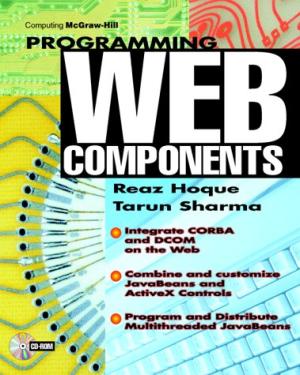 Computing McGraw-Hill
PROGRAMMING
WEB
COMPONENTS
Reaz Hoque
Tarun Sharma
Integrate CORBA
and DCOM
on the Web
Combine and customize
JavaBeans and
ActiveX Controls
Program and Distribute
Multithreaded JavaBeans
CD-ROM